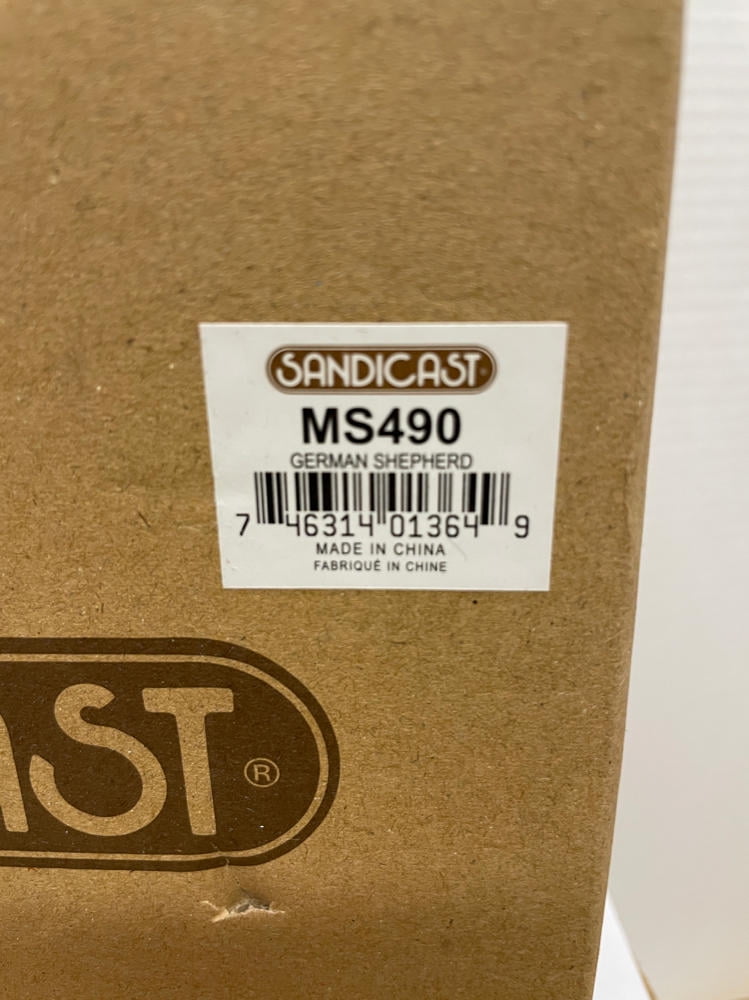 SANDICAST
MS490
GERMAN SHEPHERD
7 46314 01364 9
MADE IN CHINA
FABRIQUÉ IN CHINE
AST®